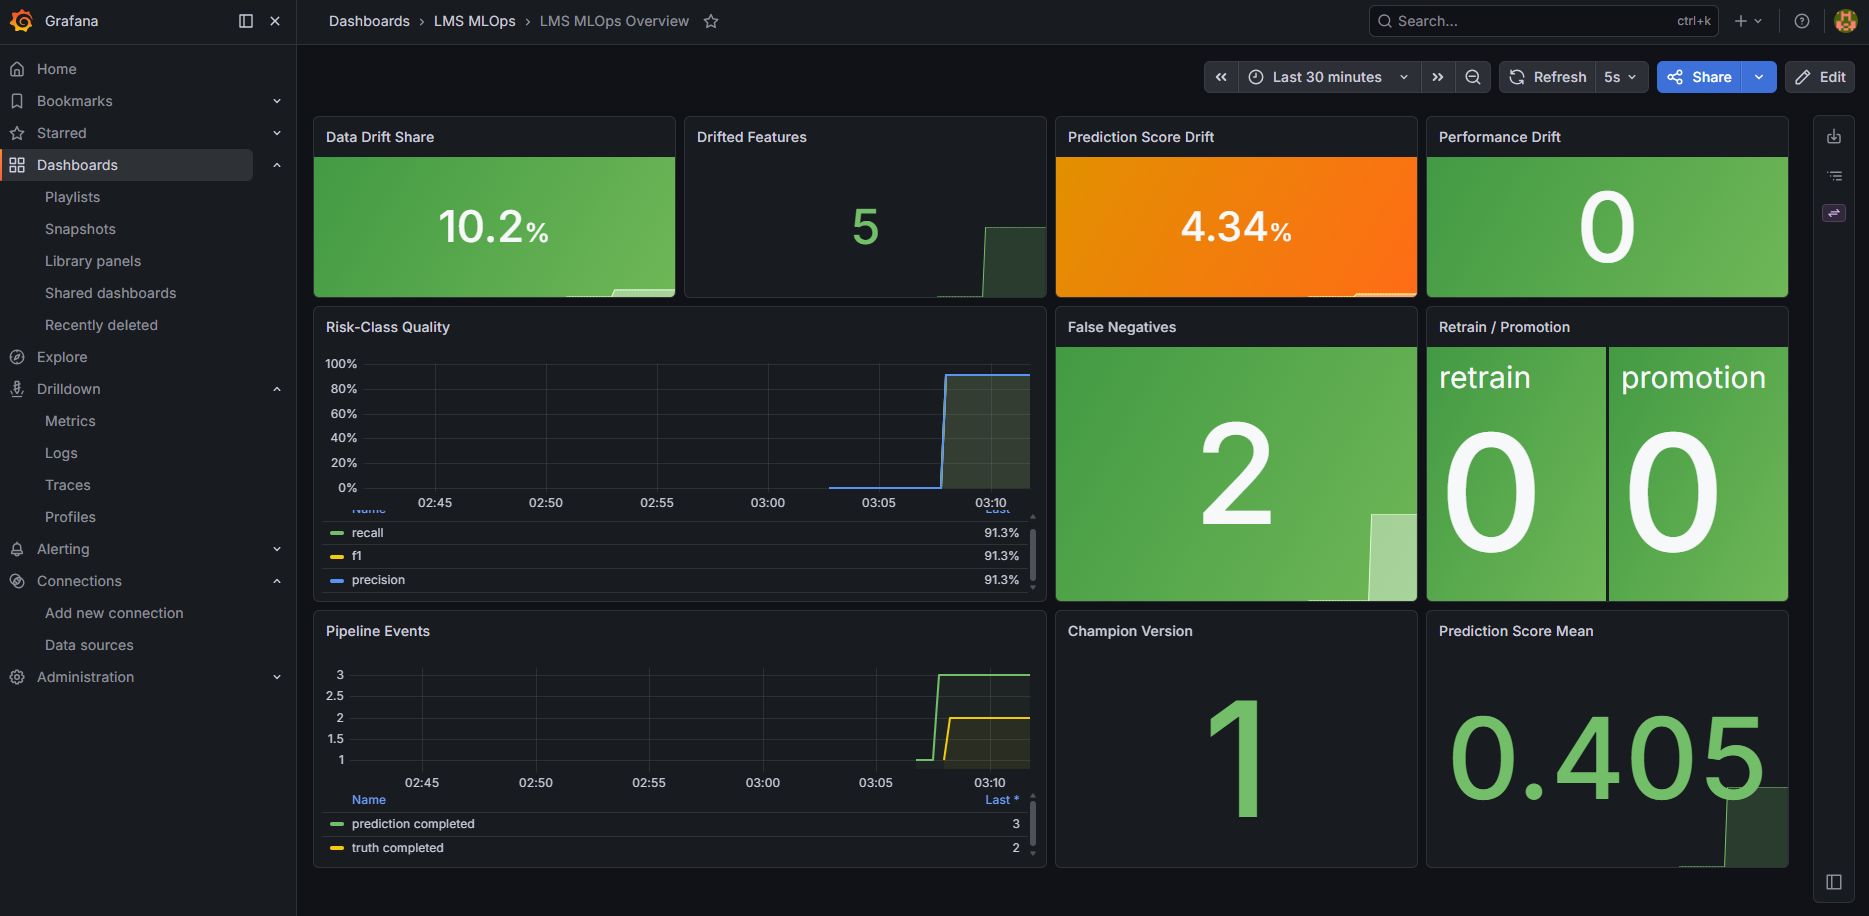 Grafana
Dashboards › LMS MLOps › LMS MLOps Overview
Search...
ctrl+k
Home
Bookmarks
Starred
Dashboards
Playlists
Snapshots
Library panels
Shared dashboards
Recently deleted
Explore
Drilldown
Metrics
Logs
Traces
Profiles
Alerting
Connections
Add new connection
Data sources
Administration
Last 30 minutes
Refresh
5s
Share
Edit
Data Drift Share
10.2%
Drifted Features
5
Prediction Score Drift
4.34%
Performance Drift
0
Risk-Class Quality
100%
80%
60%
40%
20%
0%
02:45 02:50 02:55 03:00 03:05 03:10
Name Last
recall 91.3%
f1 91.3%
precision 91.3%
False Negatives
2
Retrain / Promotion
retrain
0
promotion
0
Pipeline Events
3
2.5
2
1.5
1
02:45 02:50 02:55 03:00 03:05 03:10
Name Last *
prediction completed 3
truth completed 2
Champion Version
1
Prediction Score Mean
0.405